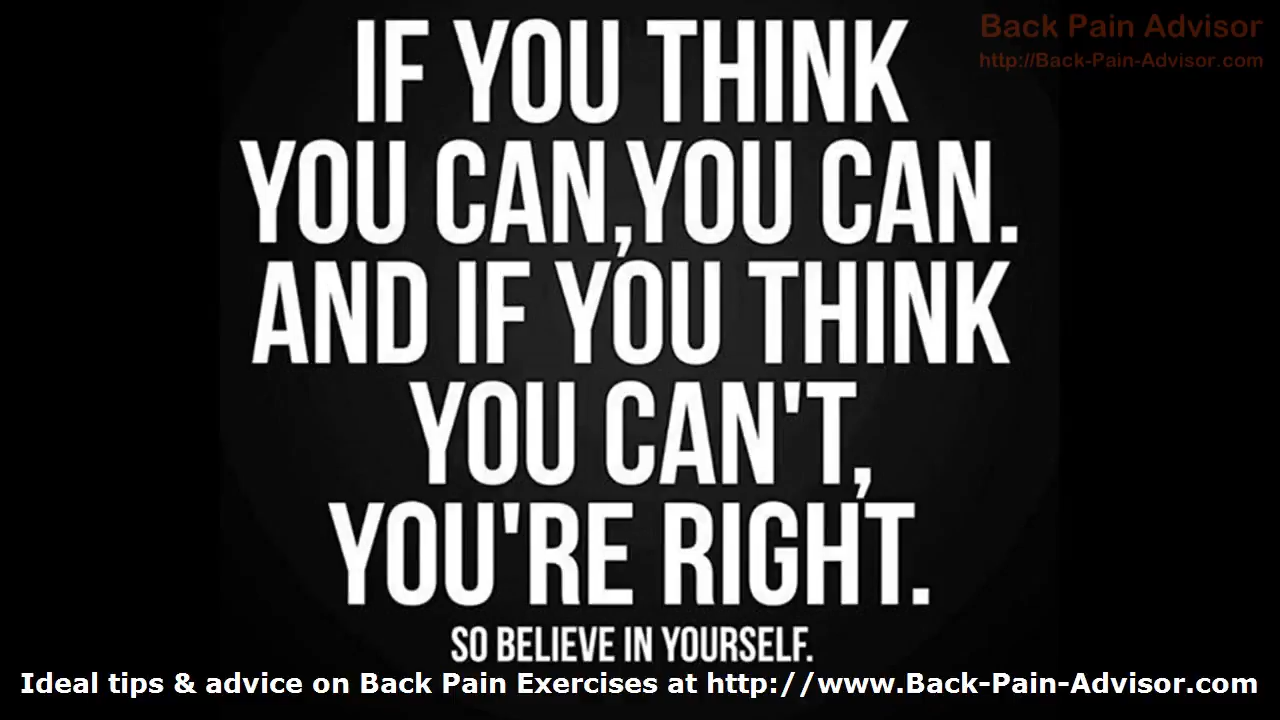 Back Pain Advisor
http://Back-Pain-Advisor.com
IF YOU THINK
YOU CAN,YOU CAN.
AND IF YOU THINK
YOU CAN'T,
YOU'RE RIGHT.
SO BELIEVE IN YOURSELF.
Ideal tips & advice on Back Pain Exercises at http://www.Back-Pain-Advisor.com